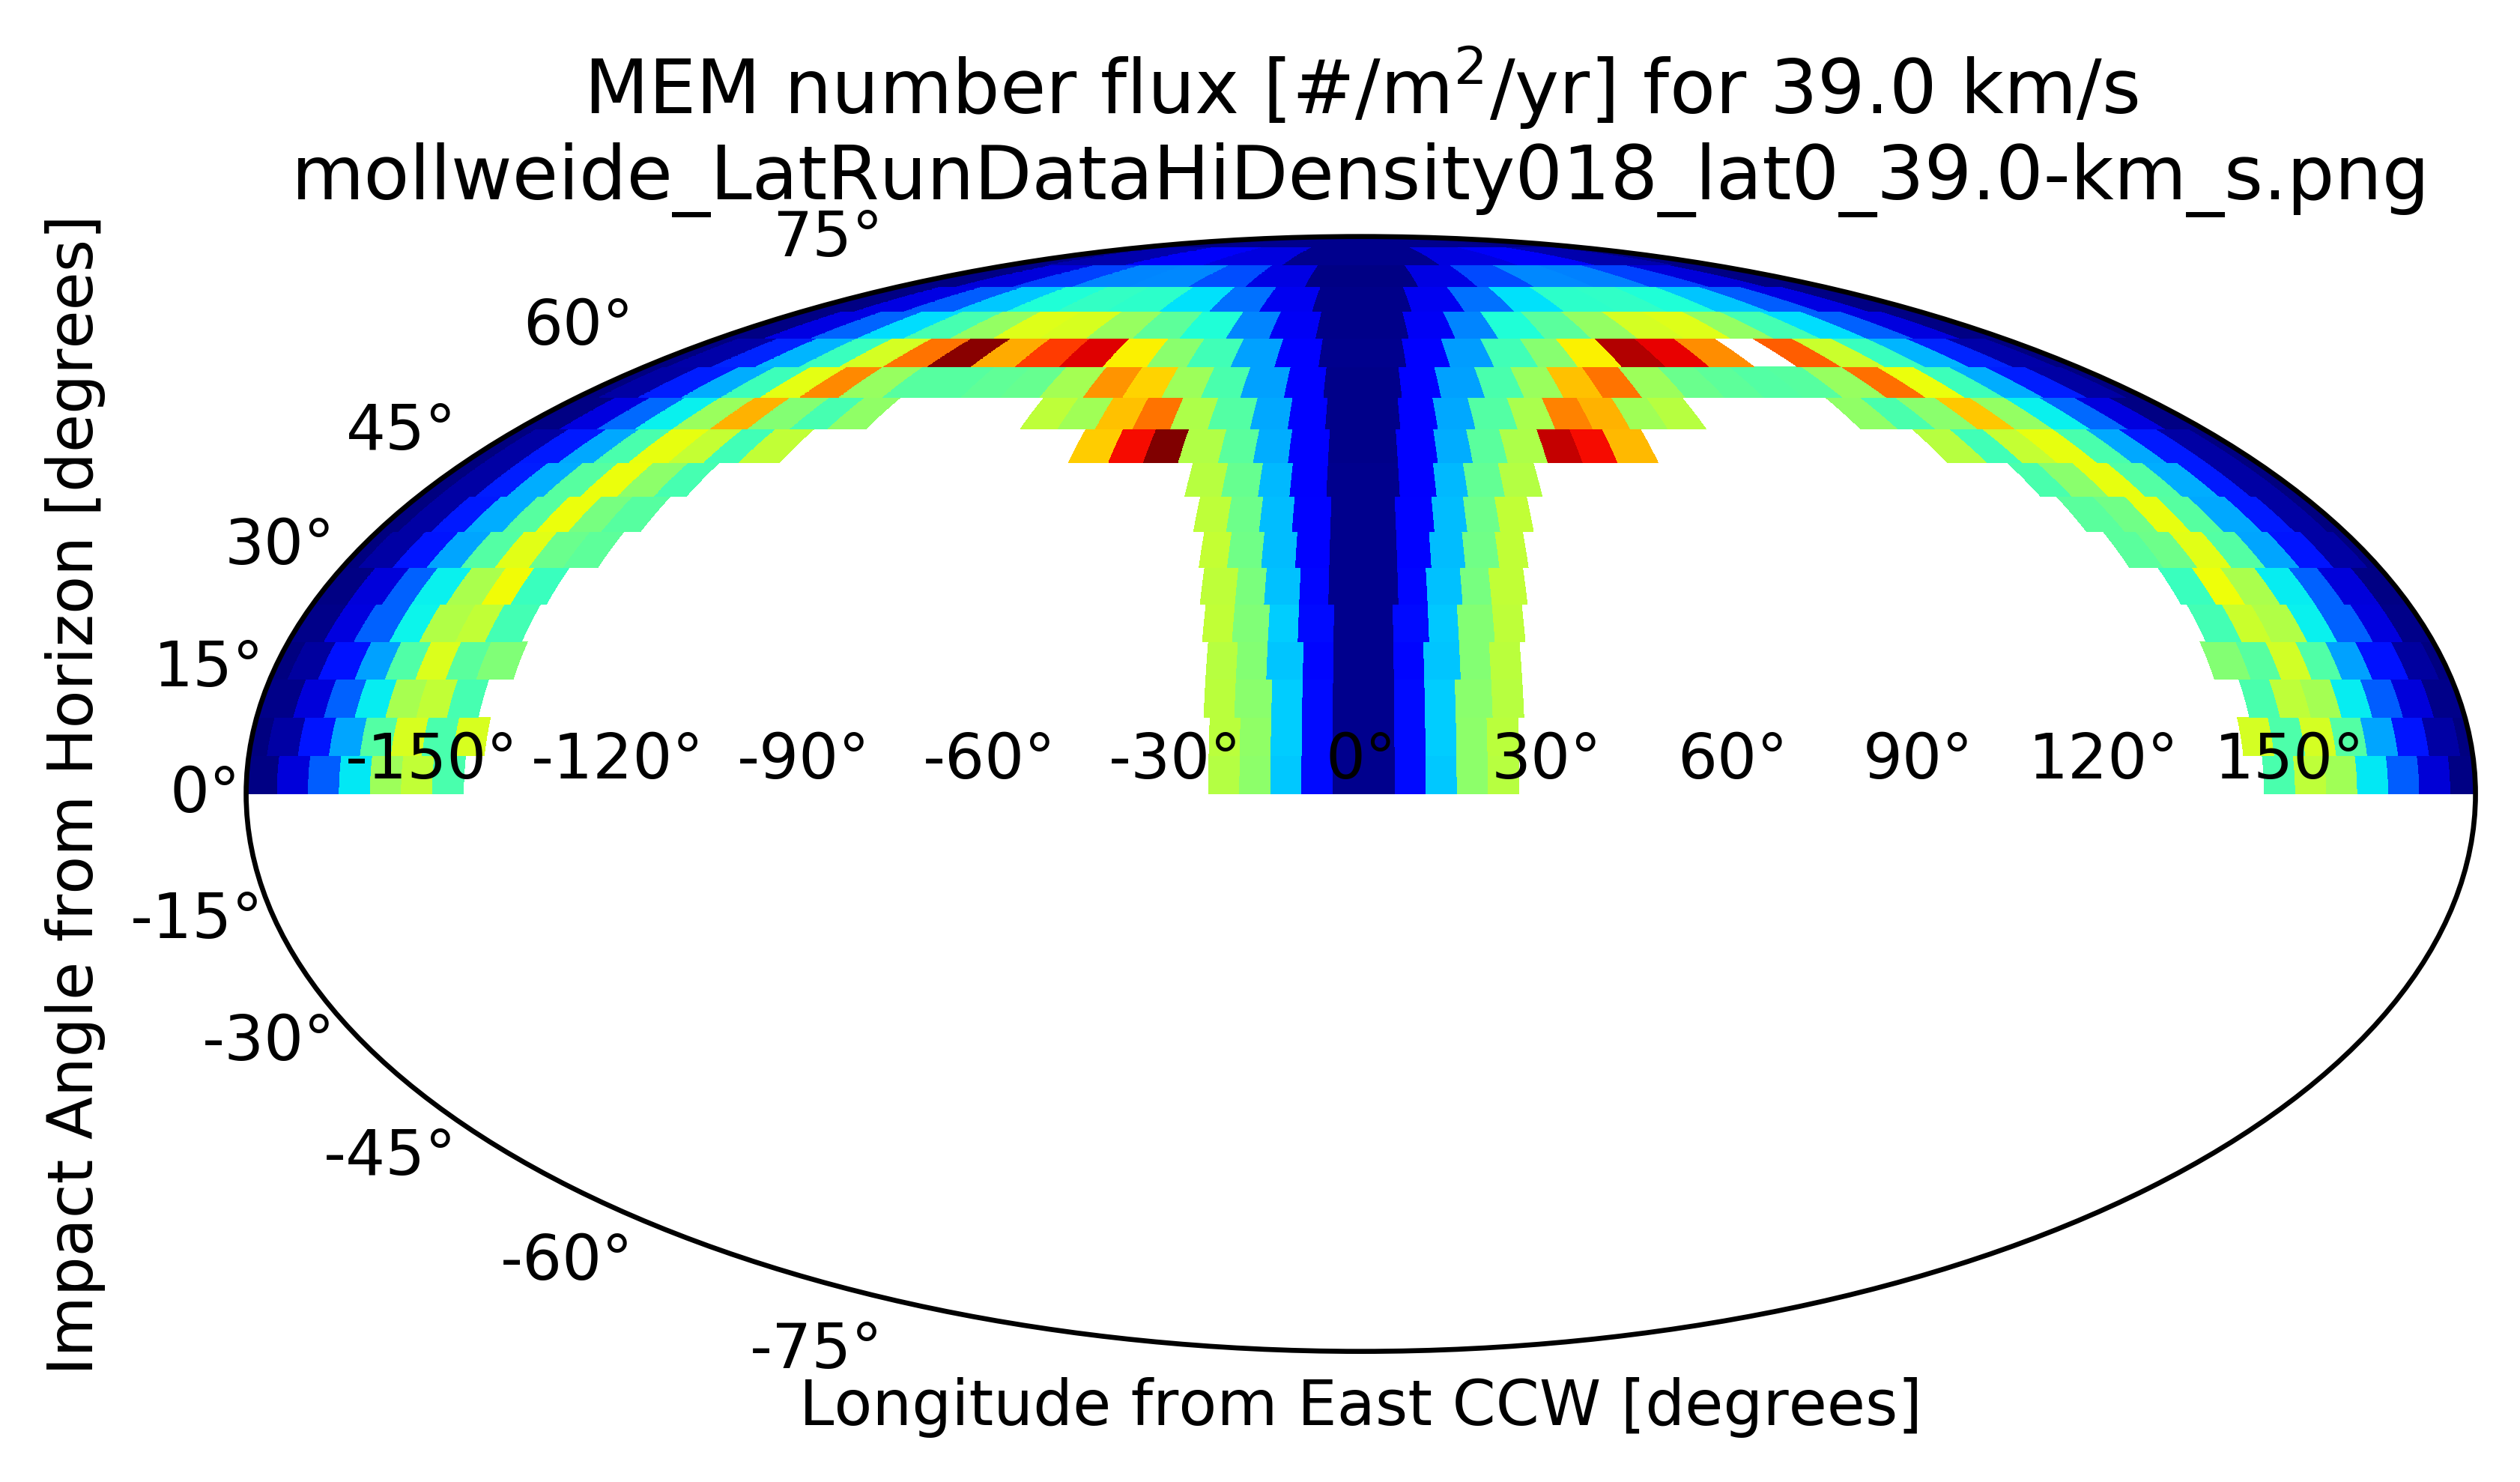 MEM number flux [#/m²/yr] for 39.0 km/s
mollweide_LatRunDataHiDensity018_lat0_39.0-km_s.png
Impact Angle from Horizon [degrees]
75°
60°
45°
30°
15°
0°
-15°
-30°
-45°
-60°
-75°
-150° -120° -90° -60° -30° 0° 30° 60° 90° 120° 150°
Longitude from East CCW [degrees]